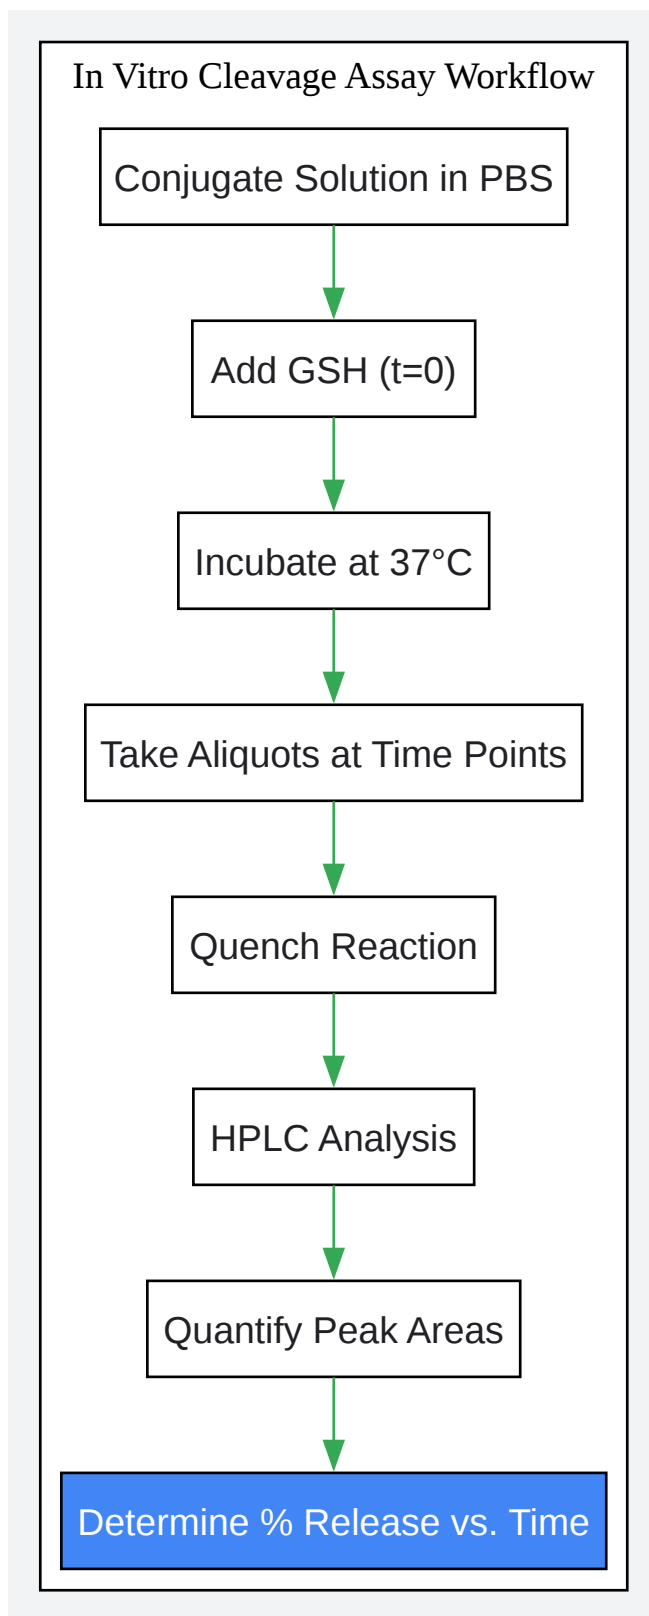 In Vitro Cleavage Assay Workflow
Conjugate Solution in PBS
Add GSH (t=0)
Incubate at 37°C
Take Aliquots at Time Points
Quench Reaction
HPLC Analysis
Quantify Peak Areas
Determine % Release vs. Time